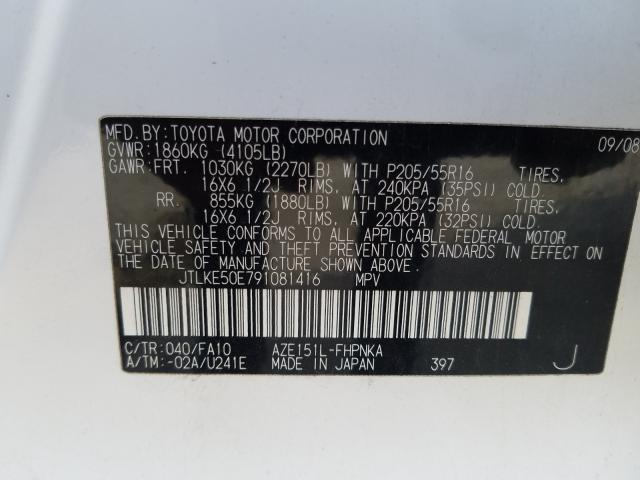 MFD. BY: TOYOTA MOTOR CORPORATION 09/08
GVWR: 1860KG (4105LB)
GAWR: FRT. 1030KG (2270LB) WITH P205/55R16 TIRES,
16X6 1/2J RIMS, AT 240KPA (35PSI) COLD.
RR. 855KG (1880LB) WITH P205/55R16 TIRES,
16X6 1/2J RIMS, AT 220KPA (32PSI) COLD.
THIS VEHICLE CONFORMS TO ALL APPLICABLE FEDERAL MOTOR
VEHICLE SAFETY AND THEFT PREVENTION STANDARDS IN EFFECT ON
THE DATE OF MANUFACTURE SHOWN ABOVE.
JTLKE50E791081416 MPV
C/TR: 040/FA10 AZE151L-FHPNKA
A/TM: -02A/U241E MADE IN JAPAN 397 J